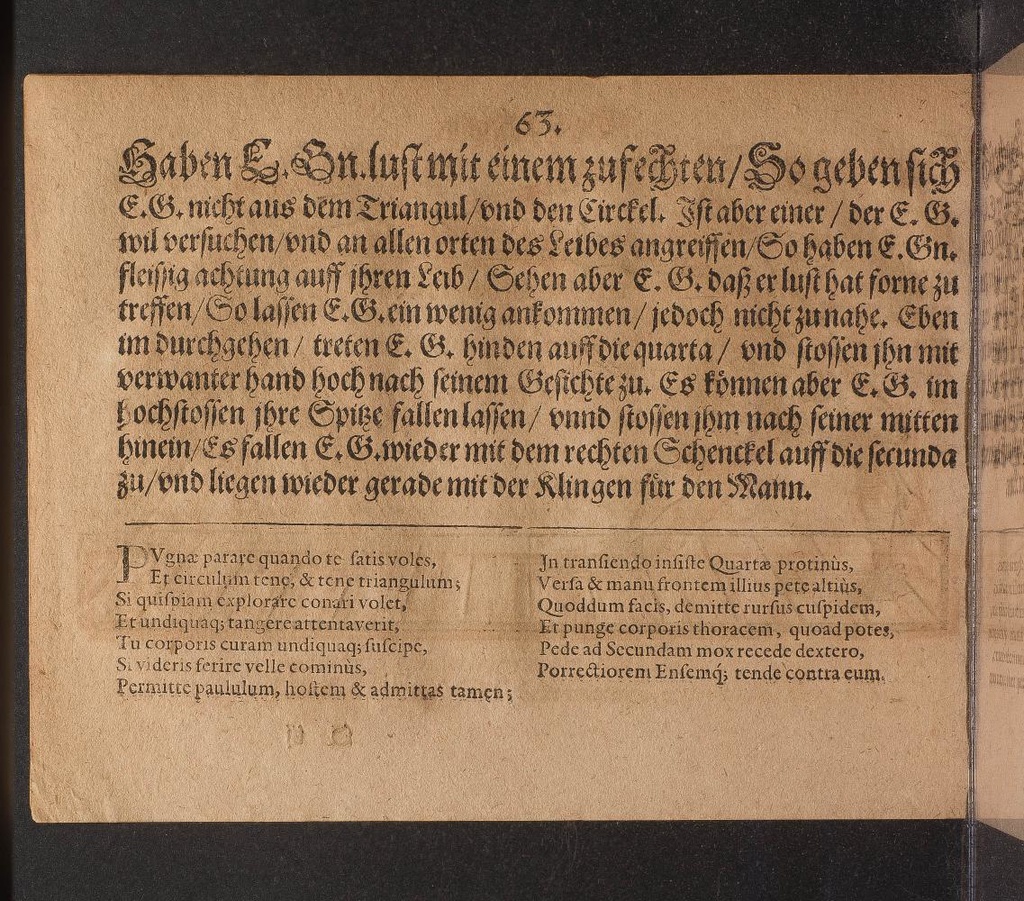 63.
Haben E. Gn. lust mit einem zufechten/ So geben sich
E. G. nicht aus dem Triangul/vnd den Circkel. Ist aber einer / der E. G.
wil versuchen/vnd an allen orten des Leibes angreiffen/So haben E. Gn.
fleissig achtung auff jhren Leib/ Sehen aber E. G. daß er lust hat forne zu
treffen/So lassen E. G. ein wenig ankommen/ jedoch nicht zu nahe. Eben
im durchgehen/ treten E. G. hinden auff die quarta/ vnd stossen jhn mit
verwanter hand hoch nach seinem Gesichte zu. Es können aber E. G. im
hochstossen jhre Spitze fallen lassen/ vnnd stossen jhm nach seiner mitten
hinein/Es fallen E. G. wieder mit dem rechten Schenckel auff die secunda
zu/vnd liegen wieder gerade mit der Klingen für den Mann.
PVgnæ parare quando te satis voles,
Et circulum tene, & tene triangulum;
Si quispiam explorare conari volet,
Et undiquaq; tangere attentaverit,
Tu corporis curam undiquaq; suscipe,
Si videris ferire velle cominùs,
Permitte paululum, hostem & admittas tamen;
In transiendo insiste Quartæ protinùs,
Versa & manu frontem illius pete altiùs,
Quoddum facis, demitte rursus cuspidem,
Et punge corporis thoracem, quoad potes,
Pede ad Secundam mox recede dextero,
Porrectiorem Ensemq́; tende contra eum.